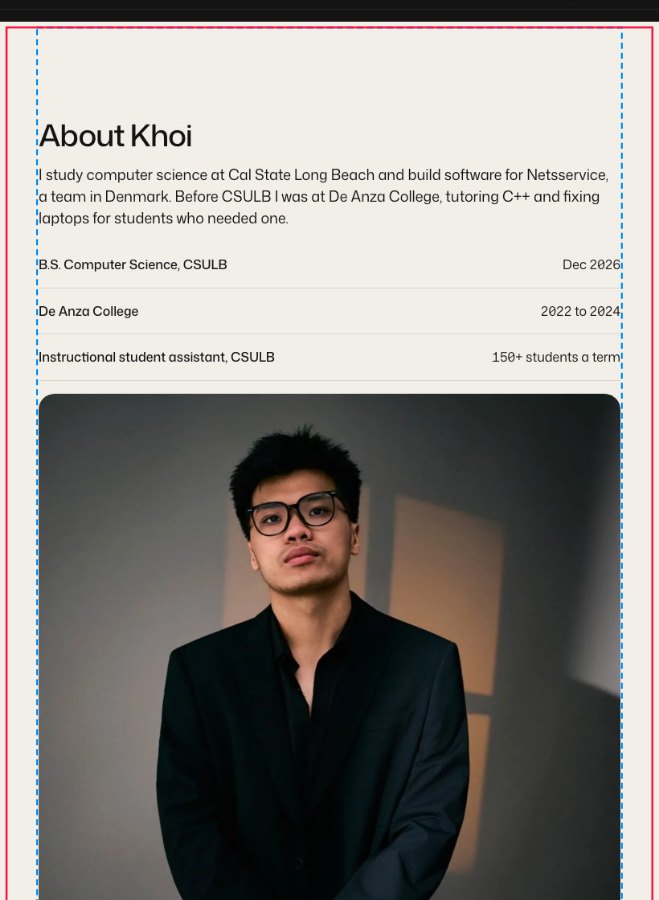 About Khoi
I study computer science at Cal State Long Beach and build software for Netsservice,
a team in Denmark. Before CSULB I was at De Anza College, tutoring C++ and fixing
laptops for students who needed one.
B.S. Computer Science, CSULB Dec 2026
De Anza College 2022 to 2024
Instructional student assistant, CSULB 150+ students a term